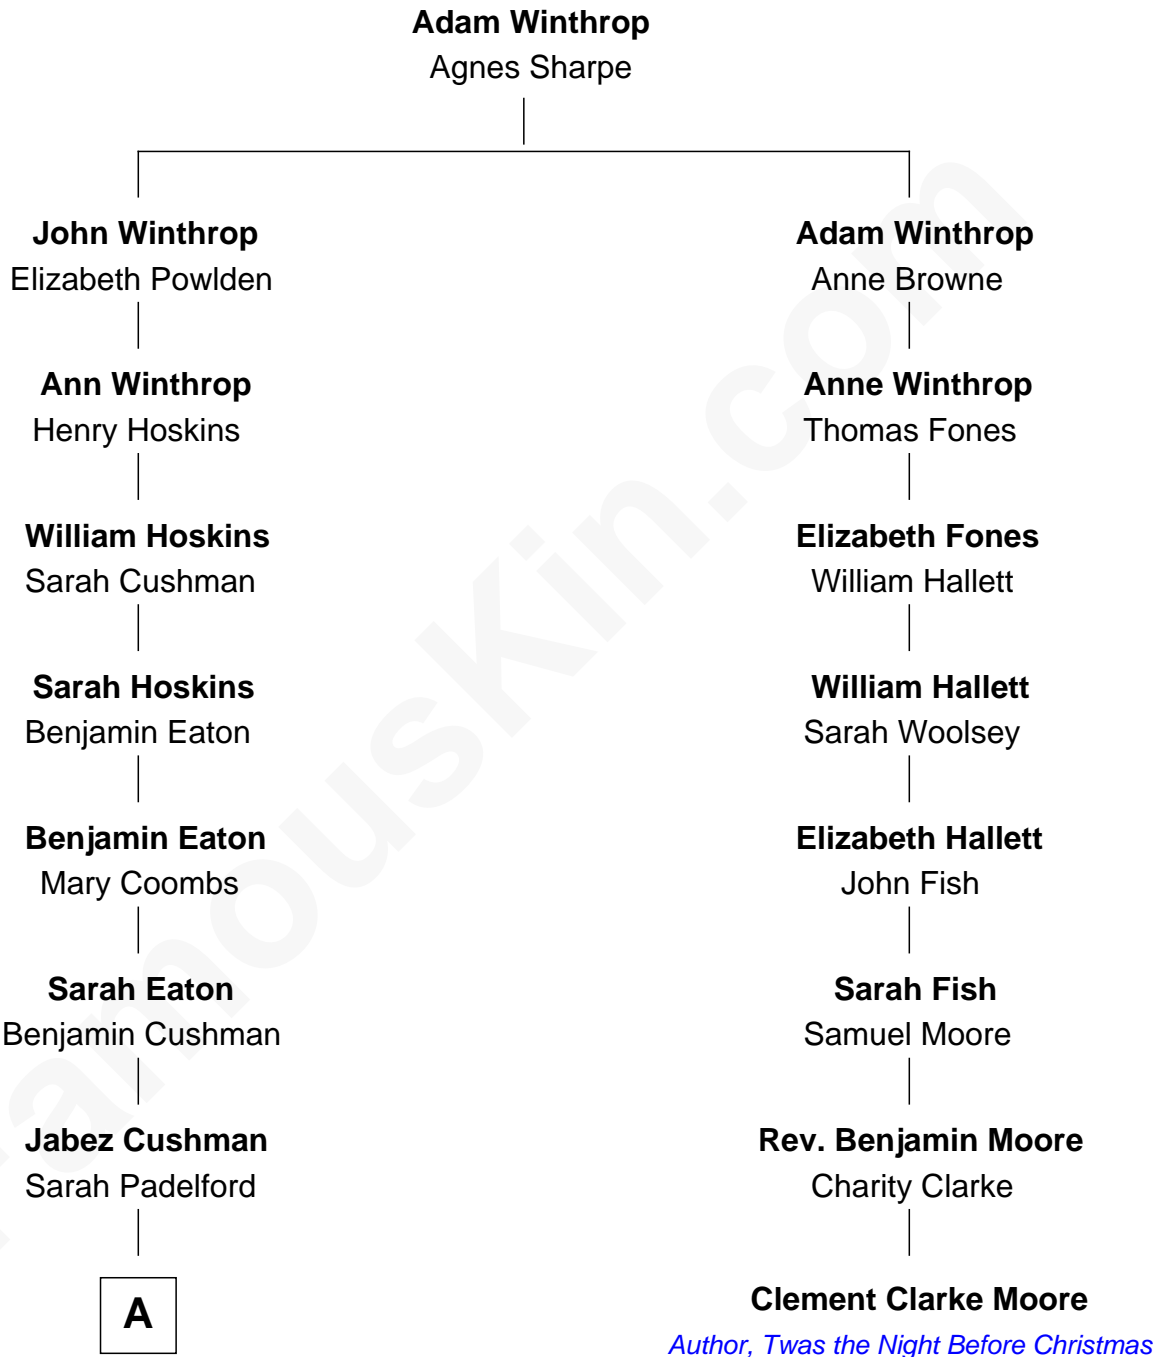 Adam Winthrop
Agnes Sharpe
John Winthrop
Elizabeth Powlden
Adam Winthrop
Anne Browne
Ann Winthrop
Henry Hoskins
Anne Winthrop
Thomas Fones
William Hoskins
Sarah Cushman
Elizabeth Fones
William Hallett
Sarah Hoskins
Benjamin Eaton
William Hallett
Sarah Woolsey
Benjamin Eaton
Mary Coombs
Elizabeth Hallett
John Fish
Sarah Eaton
Benjamin Cushman
Sarah Fish
Samuel Moore
Jabez Cushman
Sarah Padelford
Rev. Benjamin Moore
Charity Clarke
A
Clement Clarke Moore
Author, Twas the Night Before Christmas
FamousKin.com